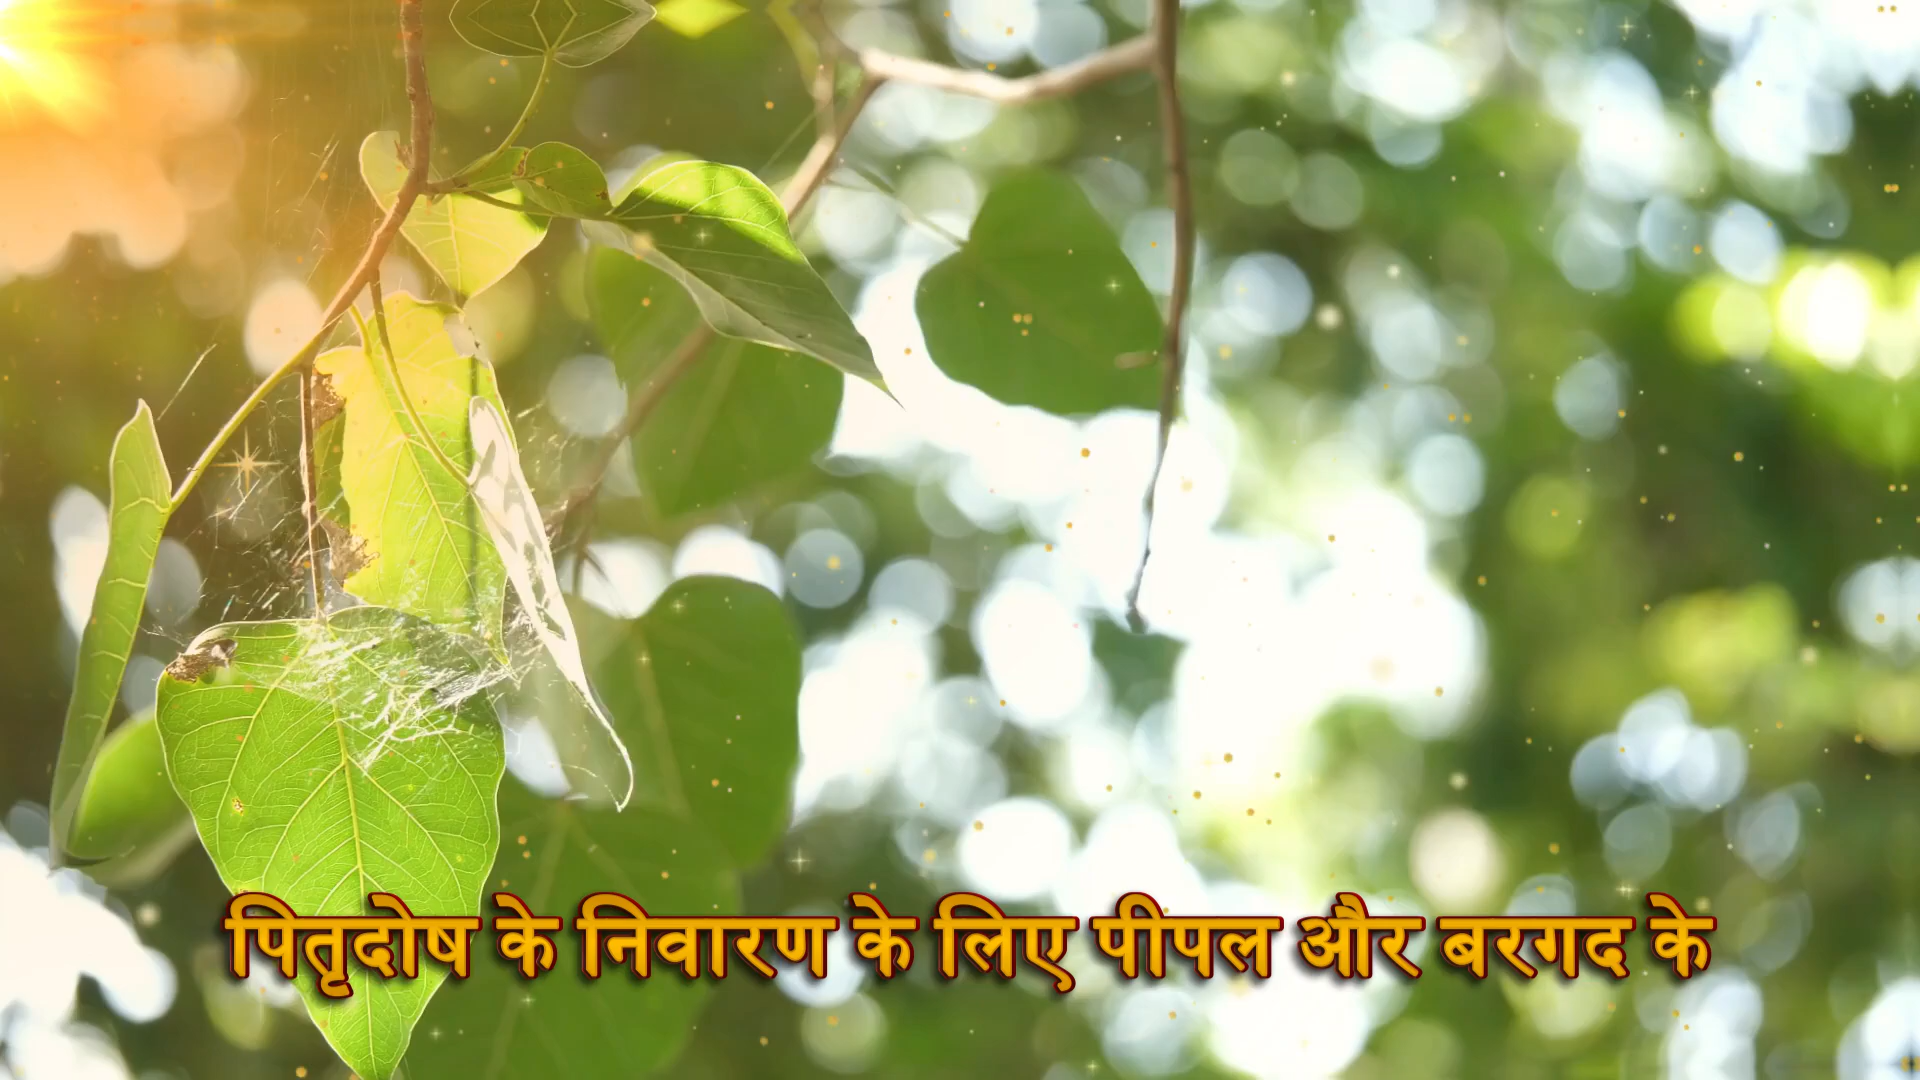 पितृदोष के निवारण के लिए पीपल और बरगद के